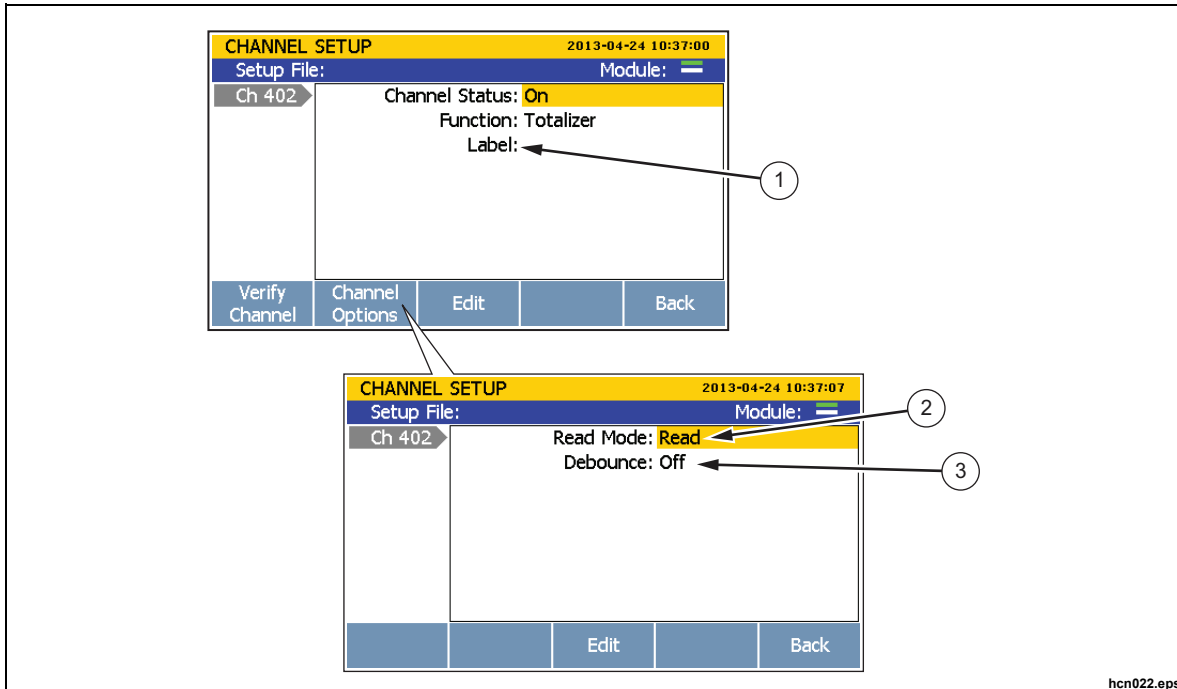 CHANNEL SETUP 2013-04-24 10:37:00
Setup File: Module:
Ch 402 Channel Status: On
Function: Totalizer
Label:
1
Verify Channel Channel Options Edit Back
CHANNEL SETUP 2013-04-24 10:37:07
Setup File: Module:
2
Ch 402 Read Mode: Read
Debounce: Off
3
Edit Back
hcn022.eps